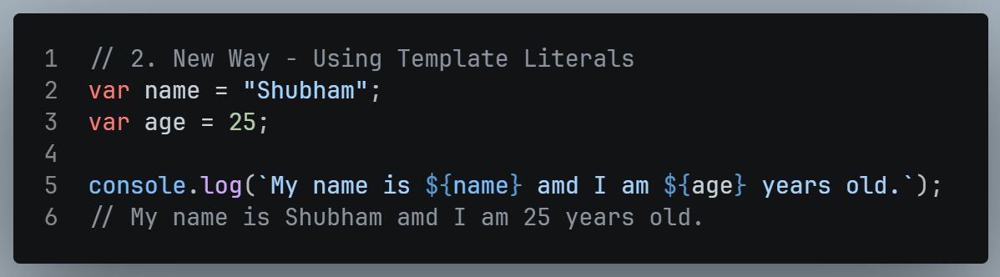 1 // 2. New Way - Using Template Literals
2 var name = "Shubham";
3 var age = 25;
4
5 console.log(`My name is ${name} amd I am ${age} years old.`);
6 // My name is Shubham amd I am 25 years old.